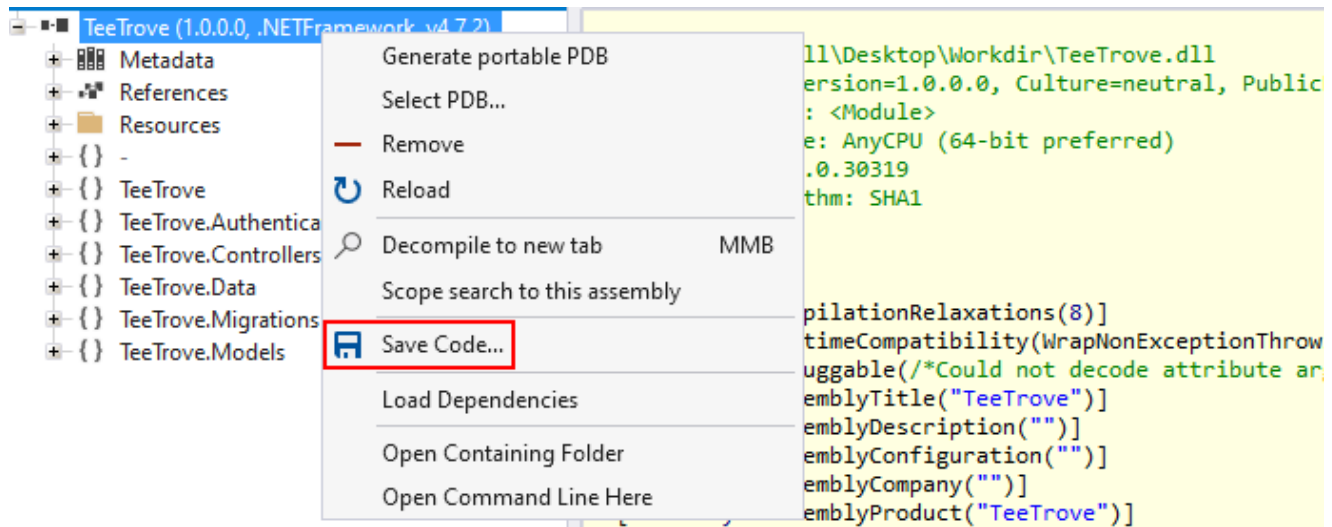 TeeTrove (1.0.0.0, .NETFramework, v4.7.2)
Metadata
References
Resources
{ } -
{ } TeeTrove
{ } TeeTrove.Authentica
{ } TeeTrove.Controllers
{ } TeeTrove.Data
{ } TeeTrove.Migrations
{ } TeeTrove.Models
Generate portable PDB
Select PDB...
Remove
Reload
Decompile to new tab MMB
Scope search to this assembly
Save Code...
Load Dependencies
Open Containing Folder
Open Command Line Here
ll\Desktop\Workdir\TeeTrove.dll
ersion=1.0.0.0, Culture=neutral, Public
: <Module>
e: AnyCPU (64-bit preferred)
.0.30319
thm: SHA1
pilationRelaxations(8)]
timeCompatibility(WrapNonExceptionThrow
uggable(/*Could not decode attribute ar
emblyTitle("TeeTrove")]
emblyDescription("")]
emblyConfiguration("")]
emblyCompany("")]
emblyProduct("TeeTrove")]